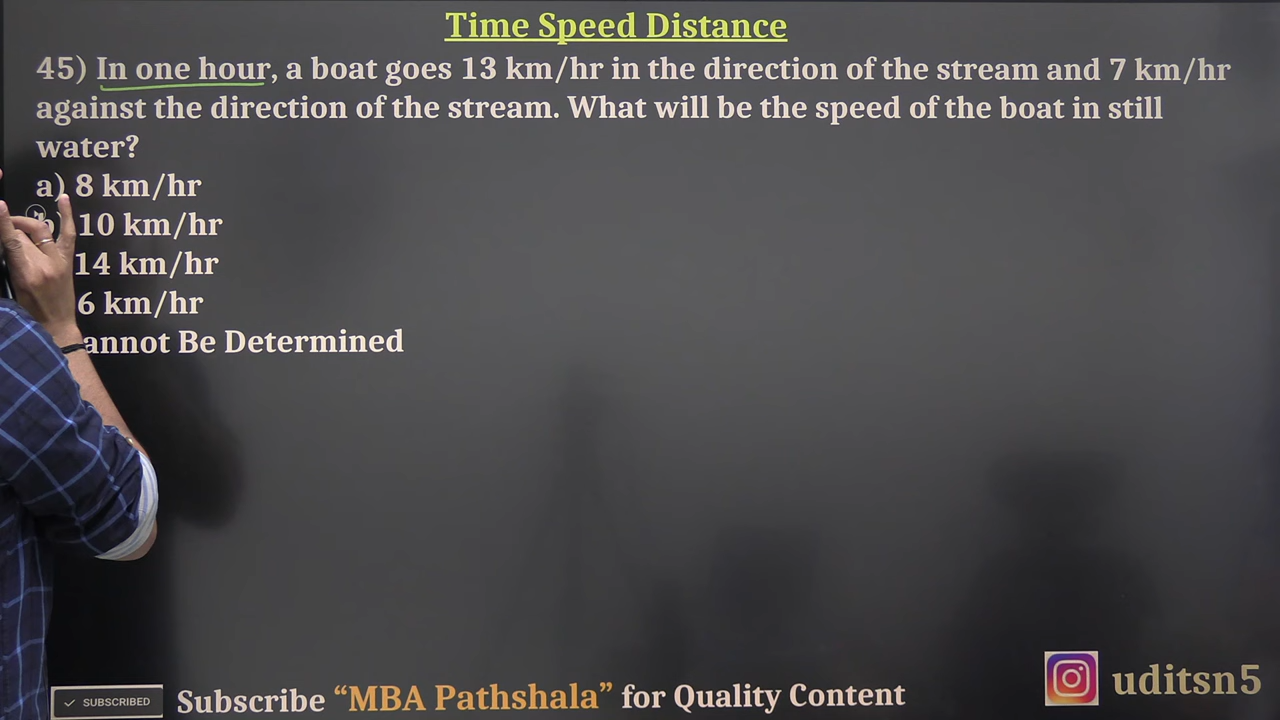 Time Speed Distance
45) In one hour, a boat goes 13 km/hr in the direction of the stream and 7 km/hr
against the direction of the stream. What will be the speed of the boat in still
water?
a) 8 km/hr
b) 10 km/hr
14 km/hr
6 km/hr
annot Be Determined
SUBSCRIBED
Subscribe “MBA Pathshala” for Quality Content
uditsn5